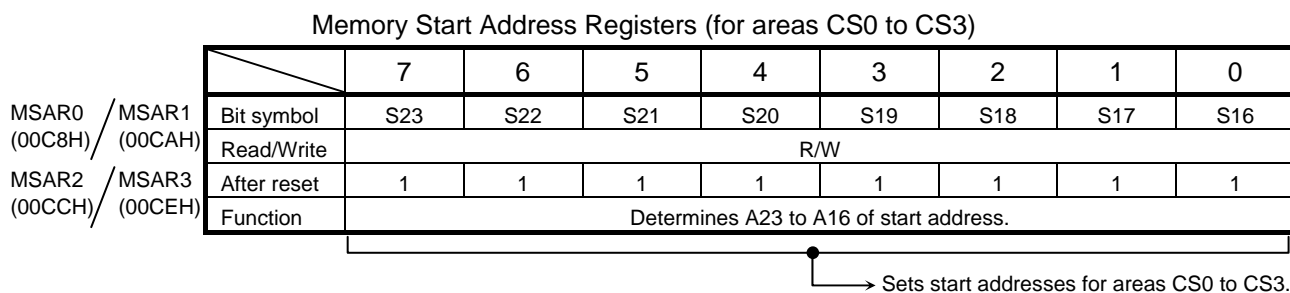 Memory Start Address Registers (for areas CS0 to CS3)
7 6 5 4 3 2 1 0
MSAR0 (00C8H) / MSAR1 (00CAH)
MSAR2 (00CCH) / MSAR3 (00CEH)
Bit symbol S23 S22 S21 S20 S19 S18 S17 S16
Read/Write R/W
After reset 1 1 1 1 1 1 1 1
Function Determines A23 to A16 of start address.
Sets start addresses for areas CS0 to CS3.